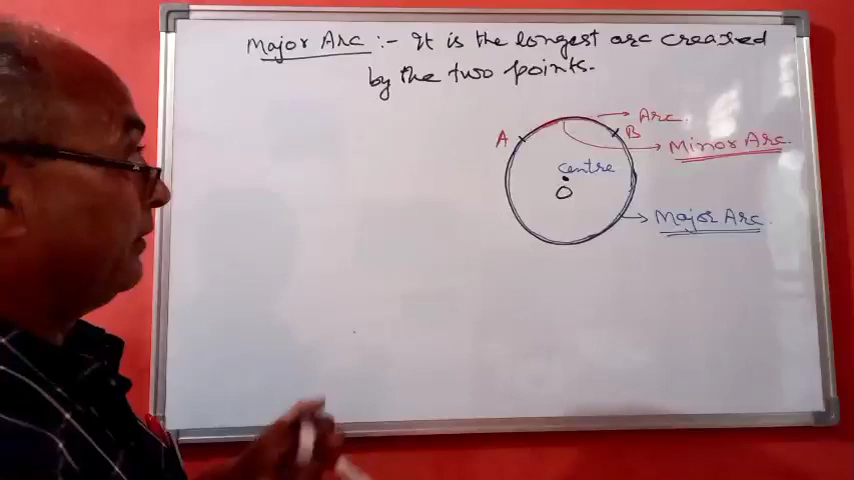 Major Arc :- It is the longest arc created
by the two points.
Arc.
A
B
Minor Arc.
centre
O
Major Arc.